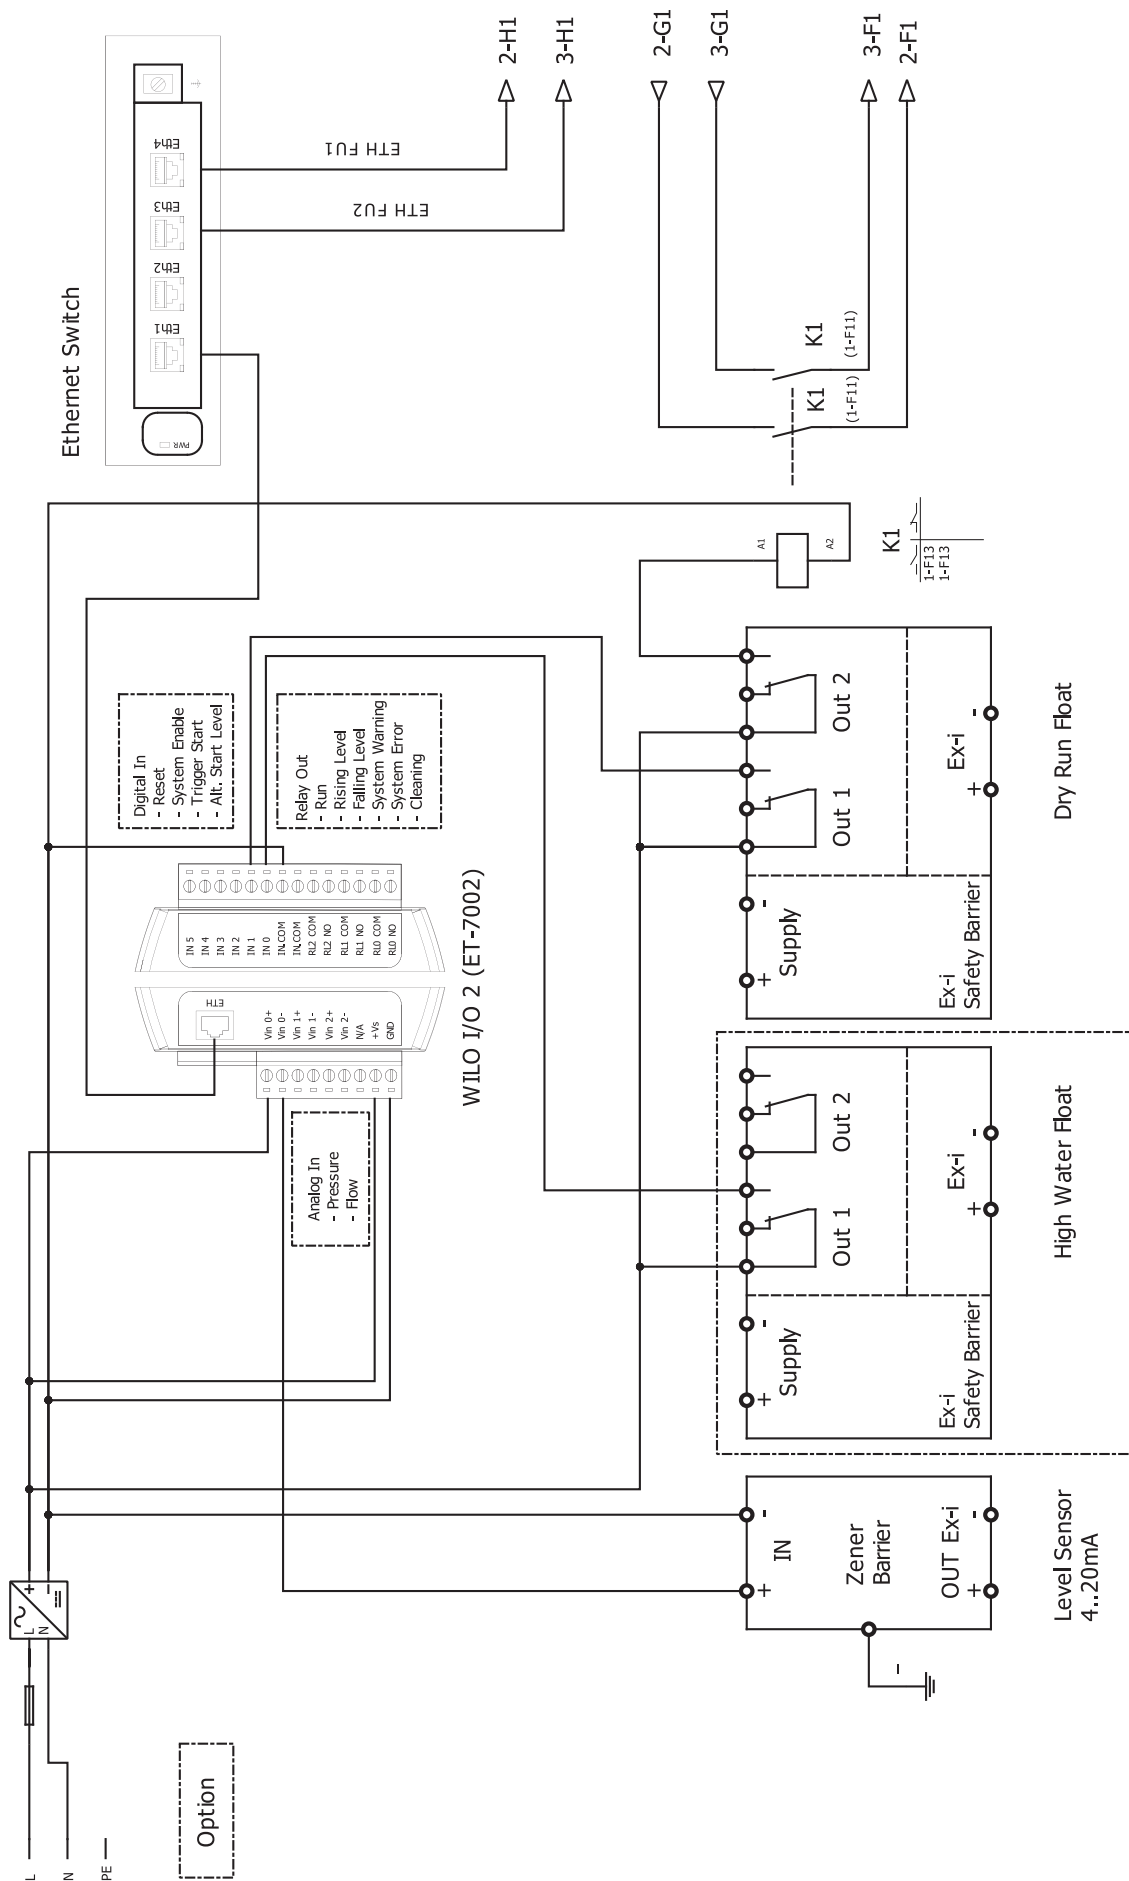 L
N
PE
Option
L
N
+
Ethernet Switch
PWR
Eth1
Eth2
Eth3
Eth4
ETH FU1
ETH FU2
2-H1
3-H1
2-G1
3-G1
3-F1
2-F1
K1
(1-F11)
K1
(1-F11)
Digital In
- Reset
- System Enable
- Trigger Start
- Alt. Start Level
Relay Out
- Run
- Rising Level
- Falling Level
- System Warning
- System Error
- Cleaning
Analog In
- Pressure
- Flow
ETH
Vin 0+
Vin 0-
Vin 1+
Vin 1-
Vin 2+
Vin 2-
N/A
+Vs
GND
IN 5
IN 4
IN 3
IN 2
IN 1
IN 0
IN.COM
IN.COM
RL2 COM
RL2 NO
RL1 COM
RL1 NO
RL0 COM
RL0 NO
WILO I/O 2 (ET-7002)
A1
A2
K1
1-F13
1-F13
+ -
IN
Zener
Barrier
OUT Ex-i
+ -
-
Level Sensor
4..20mA
+ -
Supply
Out 1
Out 2
Ex-i
Safety Barrier
Ex-i
+ -
High Water Float
+ -
Supply
Out 1
Out 2
Ex-i
Safety Barrier
Ex-i
+ -
Dry Run Float